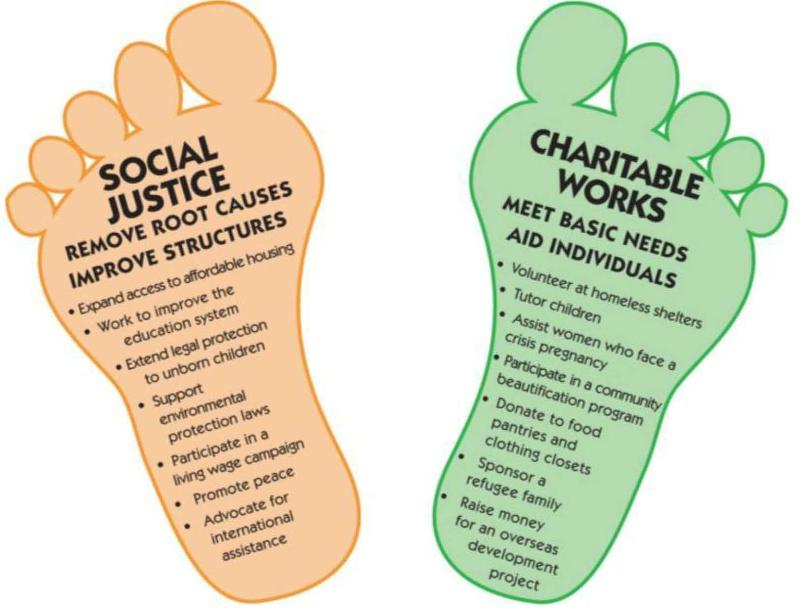 SOCIAL
JUSTICE
REMOVE ROOT CAUSES
IMPROVE STRUCTURES
• Expand access to affordable housing
• Work to improve the
education system
• Extend legal protection
to unborn children
• Support
environmental
protection laws
• Participate in a
living wage campaign
• Promote peace
• Advocate for
international
assistance
CHARITABLE
WORKS
MEET BASIC NEEDS
AID INDIVIDUALS
• Volunteer at homeless shelters
• Tutor children
• Assist women who face a
crisis pregnancy
• Participate in a community
beautification program
• Donate to food
pantries and
clothing closets
• Sponsor a
refugee family
• Raise money
for an overseas
development
project